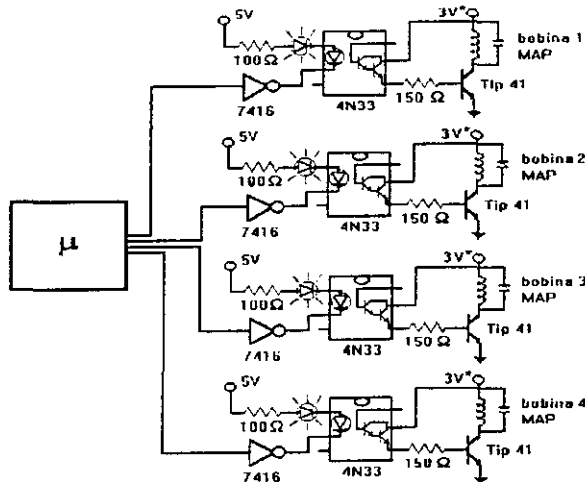 5V
3V*
100Ω
7416
4N33
150 Ω
Tip 41
bobina 1
MAP
5V
3V*
100Ω
7416
4N33
150 Ω
Tip 41
bobina 2
MAP
µ
5V
3V*
100Ω
7416
4N33
150 Ω
Tip 41
bobina 3
MAP
5V
3V*
100Ω
7416
4N33
150 Ω
Tip 41
bobina 4
MAP